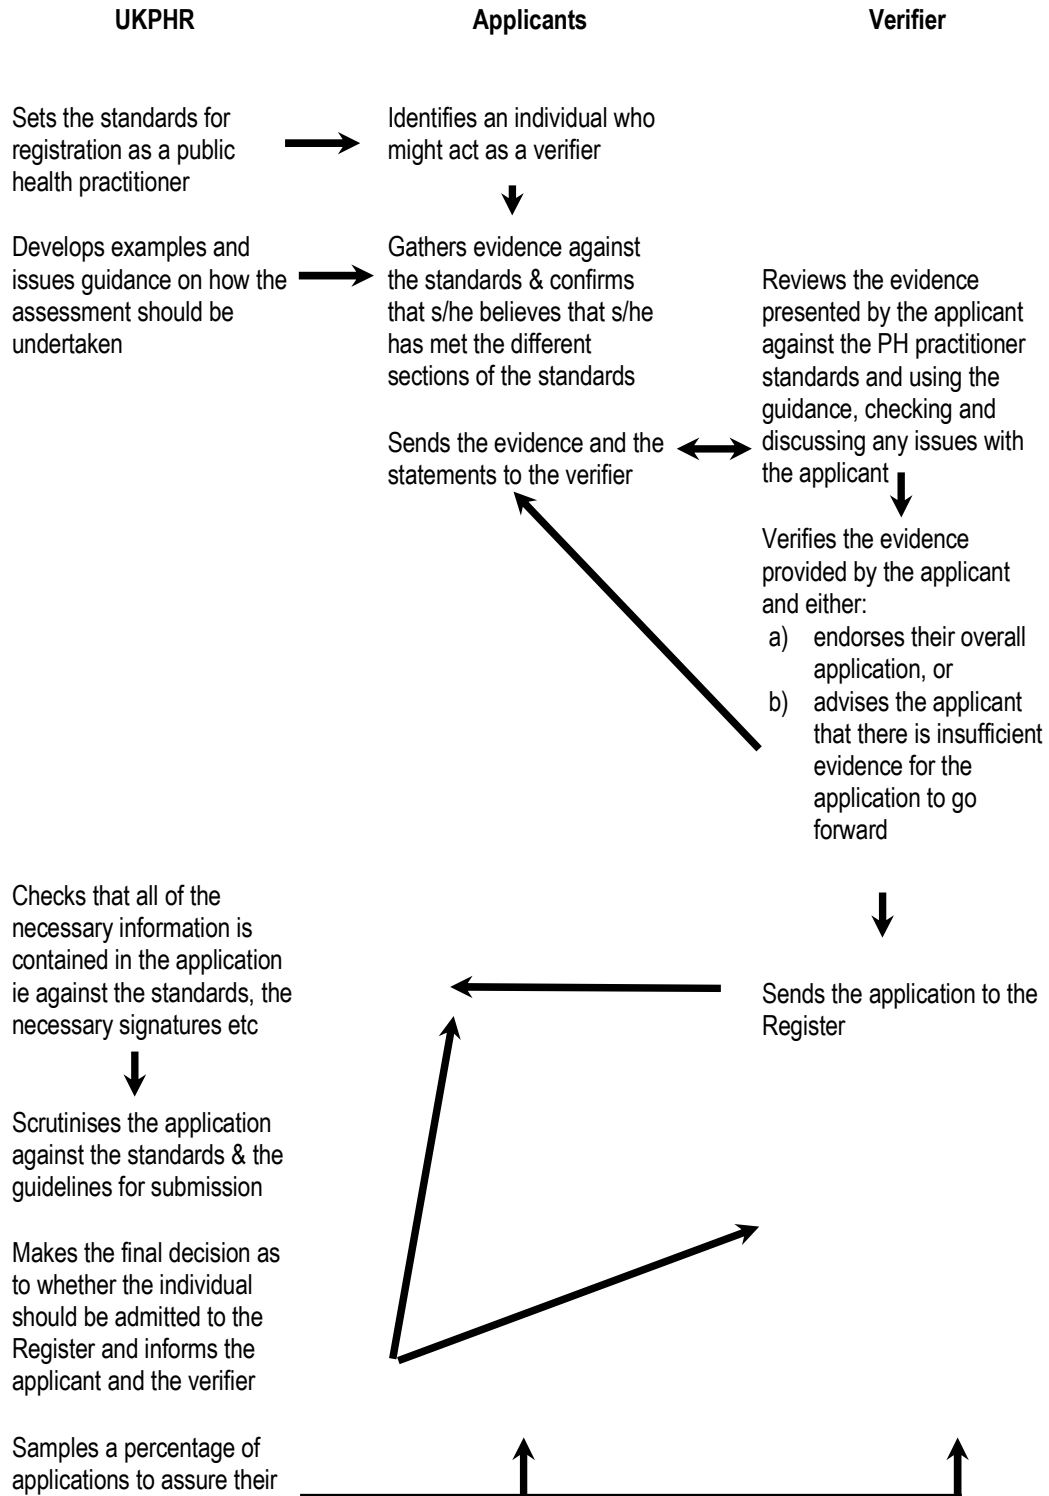 UKPHR
Applicants
Verifier
Sets the standards for
registration as a public
health practitioner
Identifies an individual who
might act as a verifier
Develops examples and
issues guidance on how the
assessment should be
undertaken
Gathers evidence against
the standards & confirms
that s/he believes that s/he
has met the different
sections of the standards
Sends the evidence and the
statements to the verifier
Reviews the evidence
presented by the applicant
against the PH practitioner
standards and using the
guidance, checking and
discussing any issues with
the applicant
Verifies the evidence
provided by the applicant
and either:
a) endorses their overall
application, or
b) advises the applicant
that there is insufficient
evidence for the
application to go
forward
Sends the application to the
Register
Checks that all of the
necessary information is
contained in the application
ie against the standards, the
necessary signatures etc
Scrutinises the application
against the standards & the
guidelines for submission
Makes the final decision as
to whether the individual
should be admitted to the
Register and informs the
applicant and the verifier
Samples a percentage of
applications to assure their